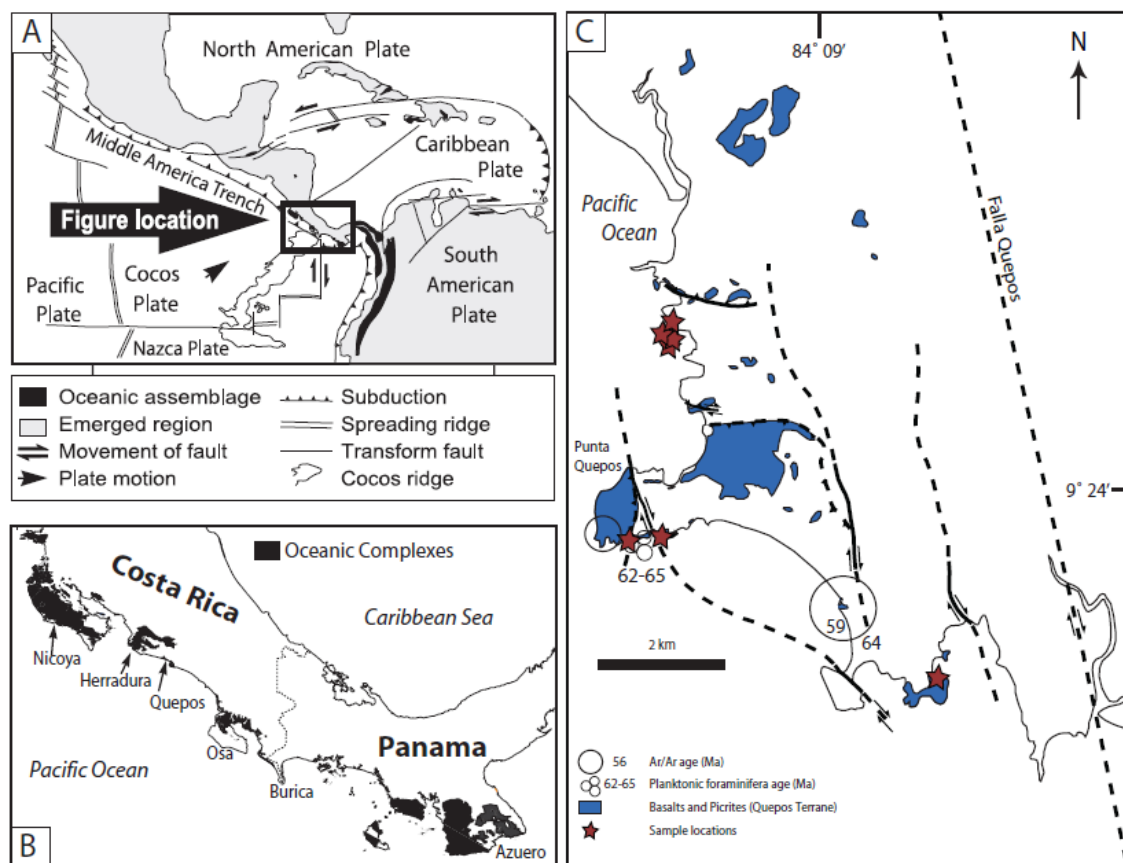 A
North American Plate
Middle America Trench
Caribbean
Plate
Figure location
Pacific
Plate
Cocos
Plate
South
American
Plate
Nazca Plate
Oceanic assemblage
Emerged region
Movement of fault
Plate motion
Subduction
Spreading ridge
Transform fault
Cocos ridge
B
Oceanic Complexes
Costa Rica
Caribbean Sea
Nicoya
Herradura
Quepos
Osa
Panama
Pacific Ocean
Burica
Azuero
C
84° 09'
N
Pacific
Ocean
Falla Quepos
Punta
Quepos
9° 24'
62-65
59
64
2 km
56 Ar/Ar age (Ma)
62-65 Planktonic foraminifera age (Ma)
Basalts and Picrites (Quepos Terrane)
Sample locations